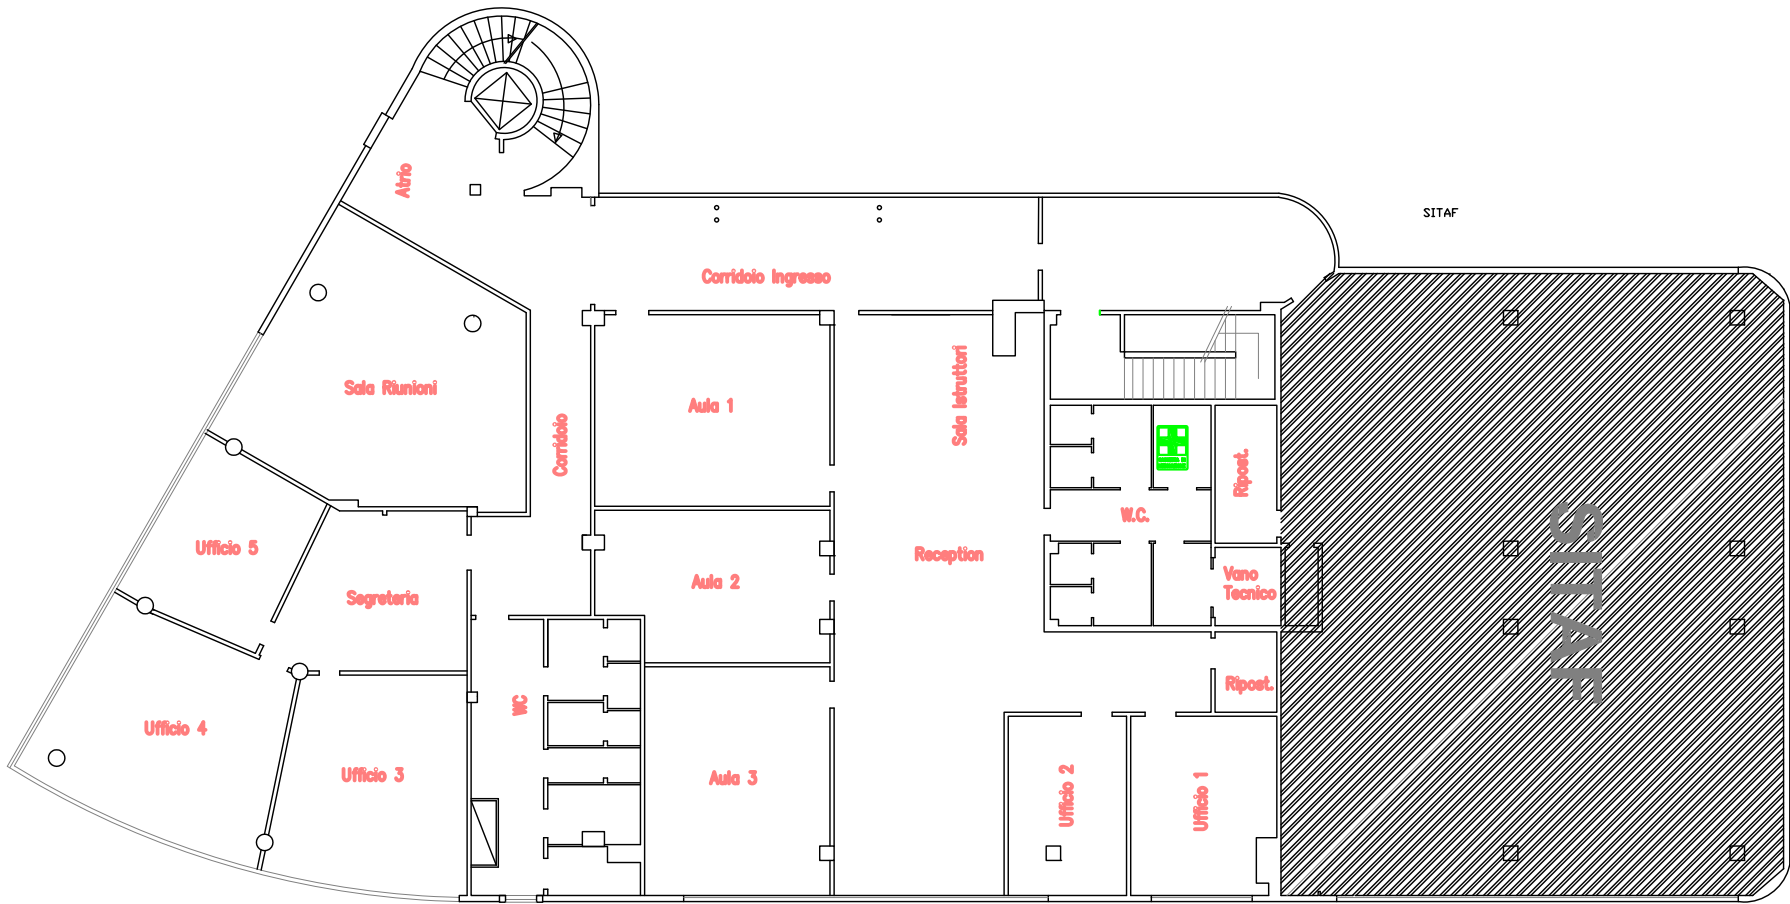 SITAF
Atrio
Corridoio Ingresso
Sala Riunioni
Corridoio
Aula 1
Sala Istruttori
Ripost.
W.C.
Ufficio 5
Segreteria
Aula 2
Reception
Vano
Tecnico
SITAF
Ripost.
Ufficio 4
Ufficio 3
WC
Aula 3
Ufficio 2
Ufficio 1